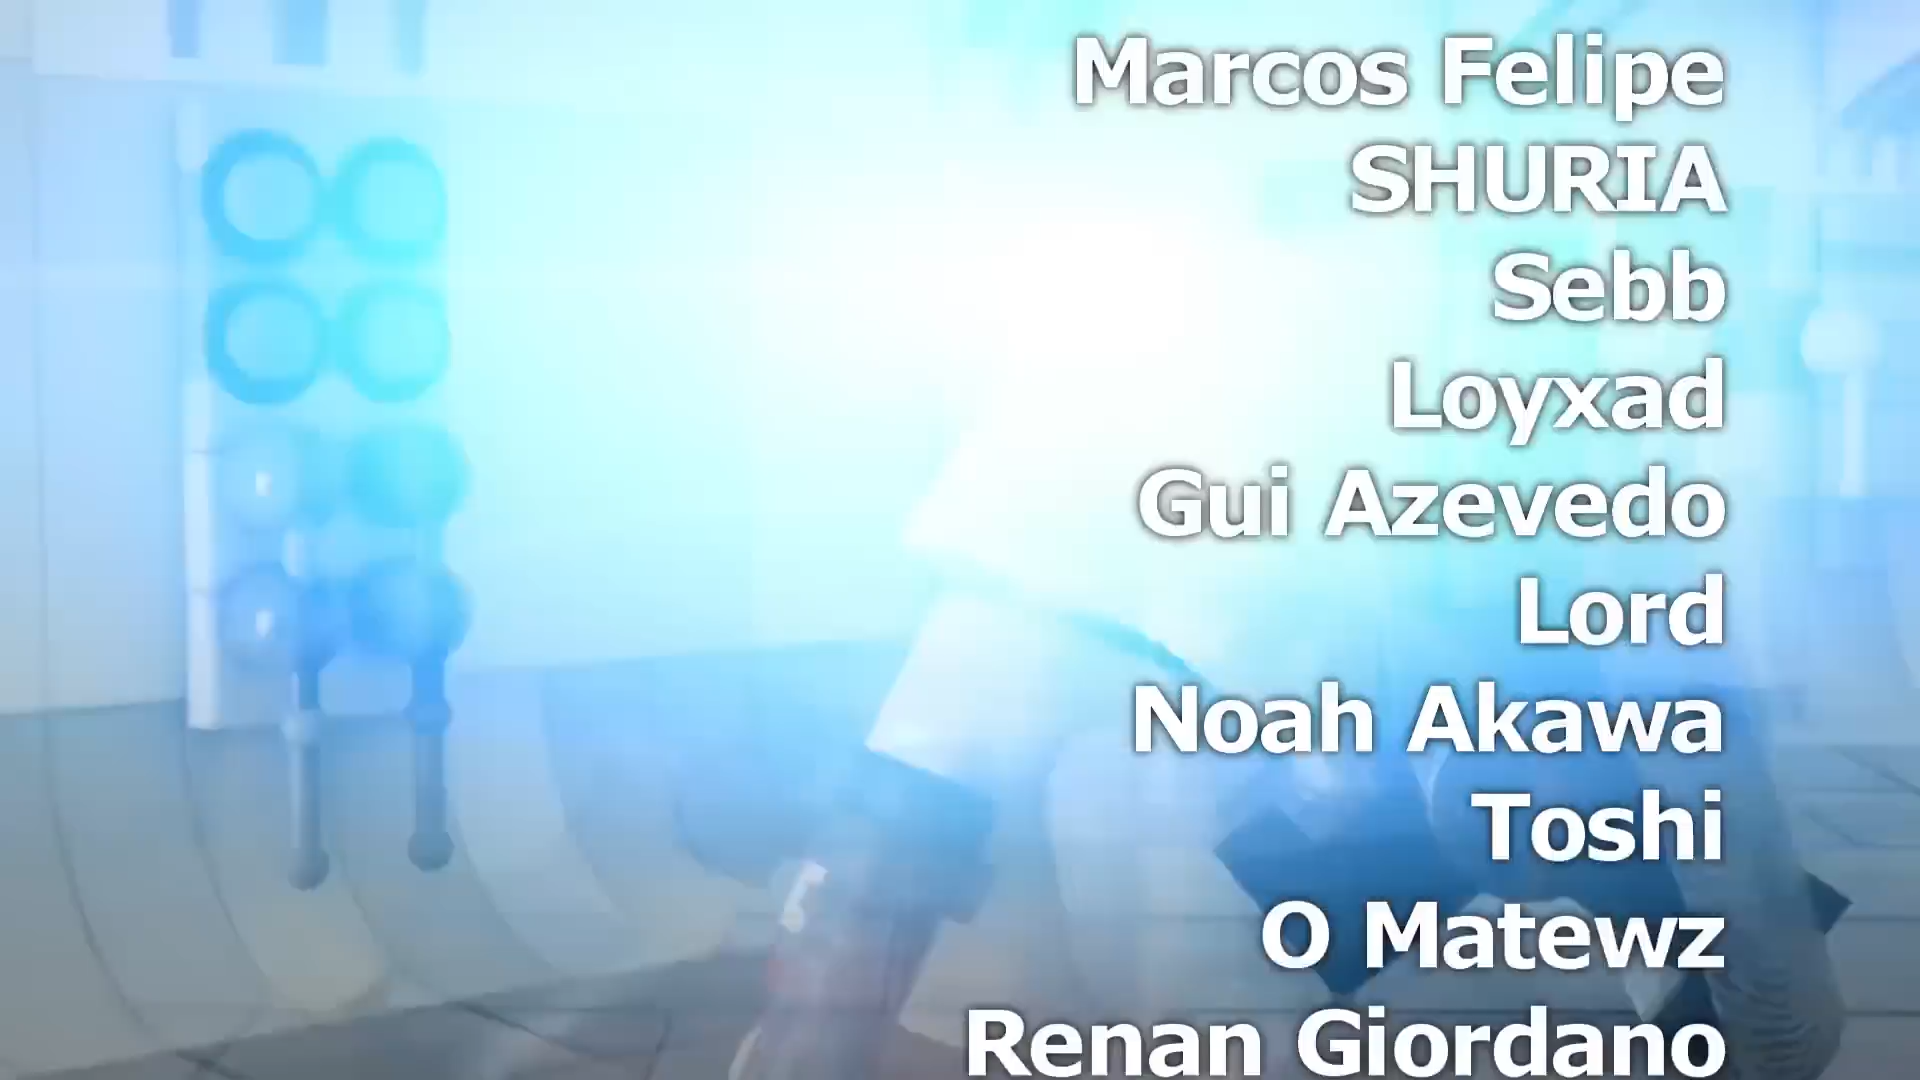 Marcos Felipe
SHURIA
Sebb
Loyxad
Gui Azevedo
Lord
Noah Akawa
Toshi
O Matewz
Renan Giordano